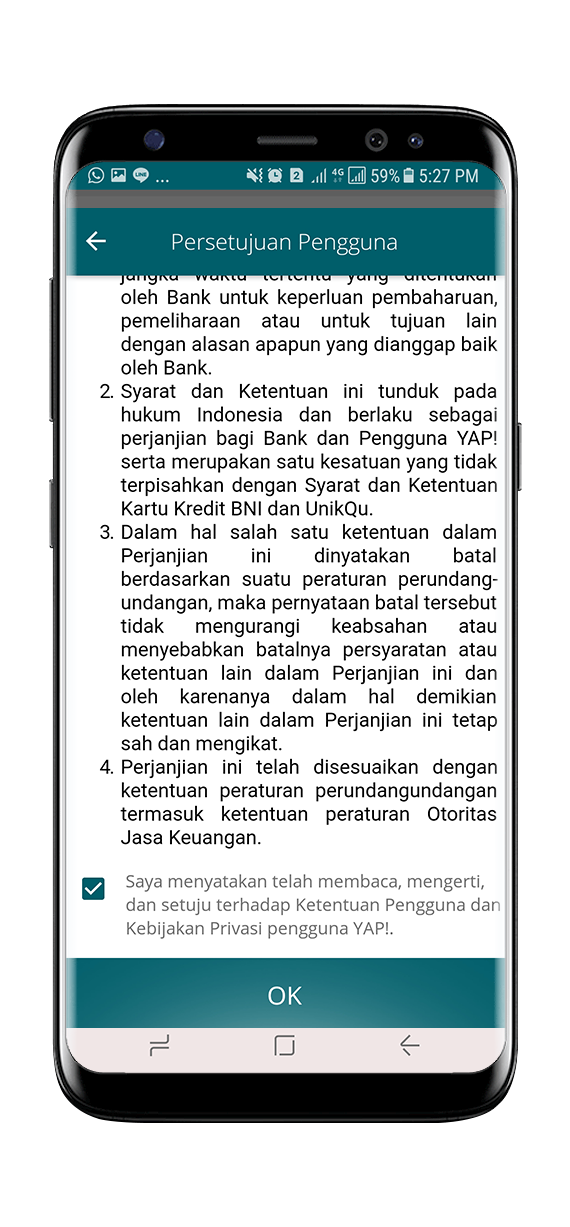 LINE
...
2
4G
59%
5:27 PM
Persetujuan Pengguna
jangka waktu tertentu yang ditentukan
oleh Bank untuk keperluan pembaharuan,
pemeliharaan atau untuk tujuan lain
dengan alasan apapun yang dianggap baik
oleh Bank.
2. Syarat dan Ketentuan ini tunduk pada
hukum Indonesia dan berlaku sebagai
perjanjian bagi Bank dan Pengguna YAP!
serta merupakan satu kesatuan yang tidak
terpisahkan dengan Syarat dan Ketentuan
Kartu Kredit BNI dan UnikQu.
3. Dalam hal salah satu ketentuan dalam
Perjanjian ini dinyatakan batal
berdasarkan suatu peraturan perundang-
undangan, maka pernyataan batal tersebut
tidak mengurangi keabsahan atau
menyebabkan batalnya persyaratan atau
ketentuan lain dalam Perjanjian ini dan
oleh karenanya dalam hal demikian
ketentuan lain dalam Perjanjian ini tetap
sah dan mengikat.
4. Perjanjian ini telah disesuaikan dengan
ketentuan peraturan perundangundangan
termasuk ketentuan peraturan Otoritas
Jasa Keuangan.
Saya menyatakan telah membaca, mengerti,
dan setuju terhadap Ketentuan Pengguna dan
Kebijakan Privasi pengguna YAP!.
OK